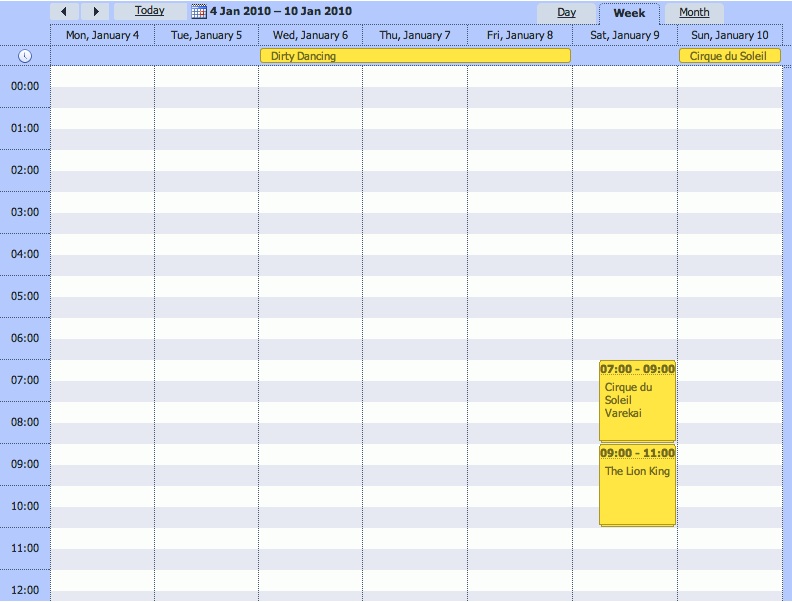 Today
4 Jan 2010 – 10 Jan 2010
Day
Week
Month
Mon, January 4
Tue, January 5
Wed, January 6
Thu, January 7
Fri, January 8
Sat, January 9
Sun, January 10
Dirty Dancing
Cirque du Soleil
00:00
01:00
02:00
03:00
04:00
05:00
06:00
07:00
08:00
09:00
10:00
11:00
12:00
07:00 - 09:00
Cirque du
Soleil
Varekai
09:00 - 11:00
The Lion King